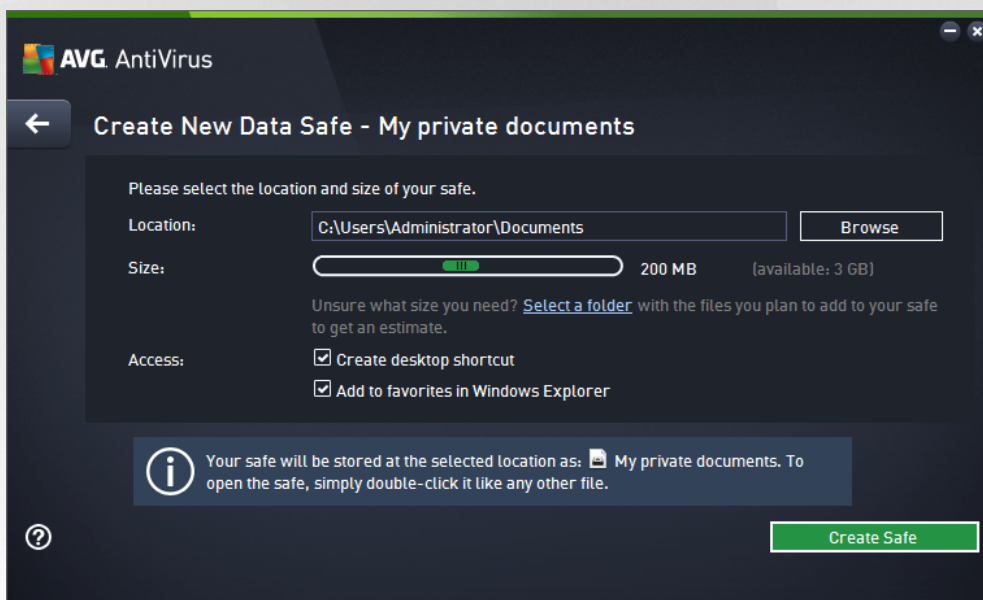 AVG AntiVirus
Create New Data Safe - My private documents
Please select the location and size of your safe.
Location: C:\Users\Administrator\Documents Browse
Size: 200 MB (available: 3 GB)
Unsure what size you need? Select a folder with the files you plan to add to your safe
to get an estimate.
Access: Create desktop shortcut
Add to favorites in Windows Explorer
Your safe will be stored at the selected location as: My private documents. To
open the safe, simply double-click it like any other file.
Create Safe